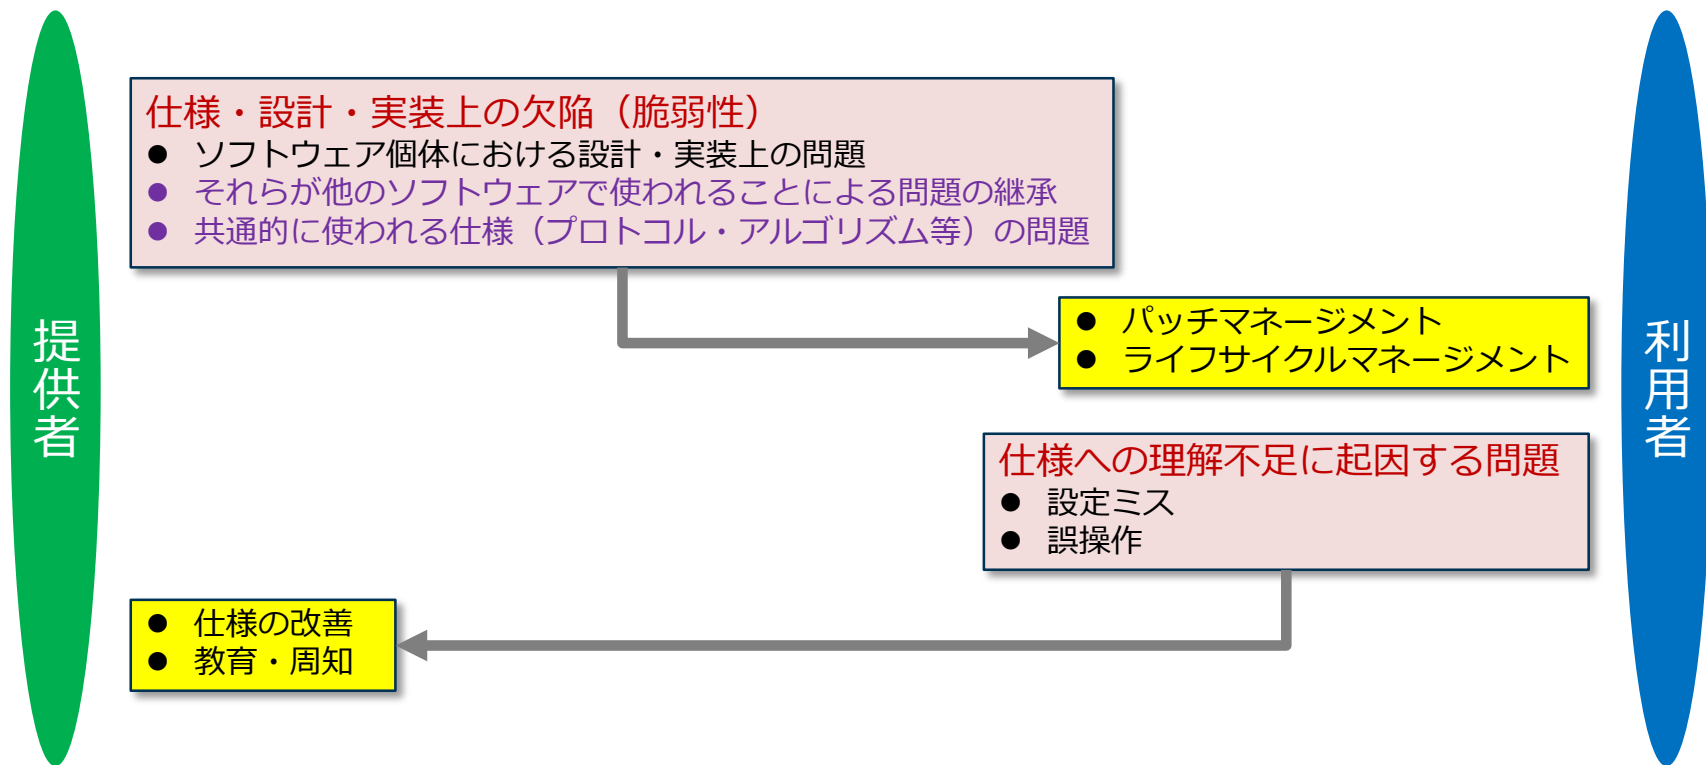 提供者
仕様・設計・実装上の欠陥（脆弱性）
● ソフトウェア個体における設計・実装上の問題
● それらが他のソフトウェアで使われることによる問題の継承
● 共通的に使われる仕様（プロトコル・アルゴリズム等）の問題
● パッチマネージメント
● ライフサイクルマネージメント
仕様への理解不足に起因する問題
● 設定ミス
● 誤操作
● 仕様の改善
● 教育・周知
利用者